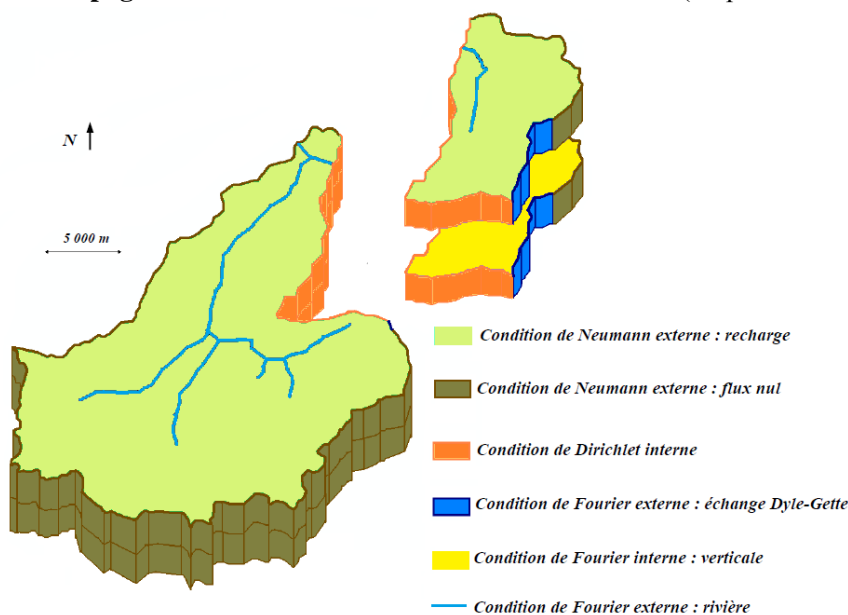 N
5 000 m
Condition de Neumann externe : recharge
Condition de Neumann externe : flux nul
Condition de Dirichlet interne
Condition de Fourier externe : échange Dyle-Gette
Condition de Fourier interne : verticale
Condition de Fourier externe : rivière